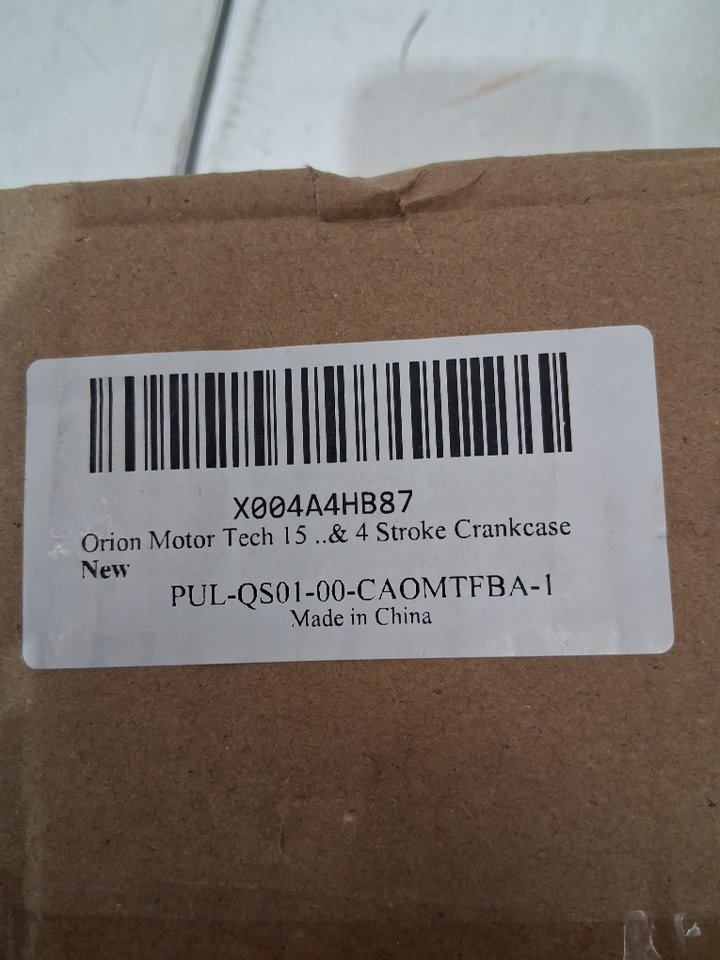 X004A4HB87
Orion Motor Tech 15 ..& 4 Stroke Crankcase
New
PUL-QS01-00-CAOMTFBA-1
Made in China